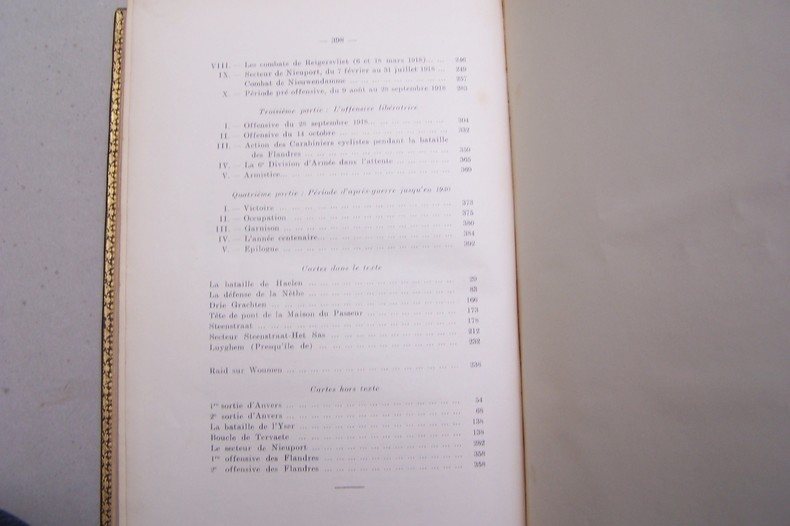 — 398 —
VIII. — Les combats de Reigersvliet (6 et 18 mars 1918) ... 246
IX. — Secteur de Nieuport, du 7 février au 31 juillet 1918 ... 249
Combat de Nieuwendamme ... 257
X. — Période pré offensive, du 9 août au 28 septembre 1918 285
Troisième partie : L'offensive libératrice
I. — Offensive du 28 septembre 1918 ... 304
II. — Offensive du 14 octobre ... 332
III. — Action des Carabiniers cyclistes pendant la bataille
des Flandres ... 358
IV. — La 6e Division d'Armée dans l'attente ... 365
V. — Armistice ... 369
Quatrième partie : Période d'après-guerre jusqu'en 1930
I. — Victoire ... 373
II. — Occupation ... 375
III. — Garnison ... 380
IV. — L'année centenaire ... 384
V. — Epilogue ... 392
Cartes dans le texte
La bataille de Haelen ... 29
La défense de la Nèthe ... 83
Drie Grachten ... 166
Tête de pont de la Maison du Passeur ... 173
Steenstraat ... 178
Secteur Steenstraat-Het Sas ... 212
Luyghem (Presqu'île de) ... 232
Raid sur Woumen ... 238
Cartes hors texte
1re sortie d'Anvers ... 54
2e sortie d'Anvers ... 68
La bataille de l'Yser ... 138
Boucle de Tervaete ... 138
Le secteur de Nieuport ... 282
1re offensive des Flandres ... 358
2e offensive des Flandres ... 358